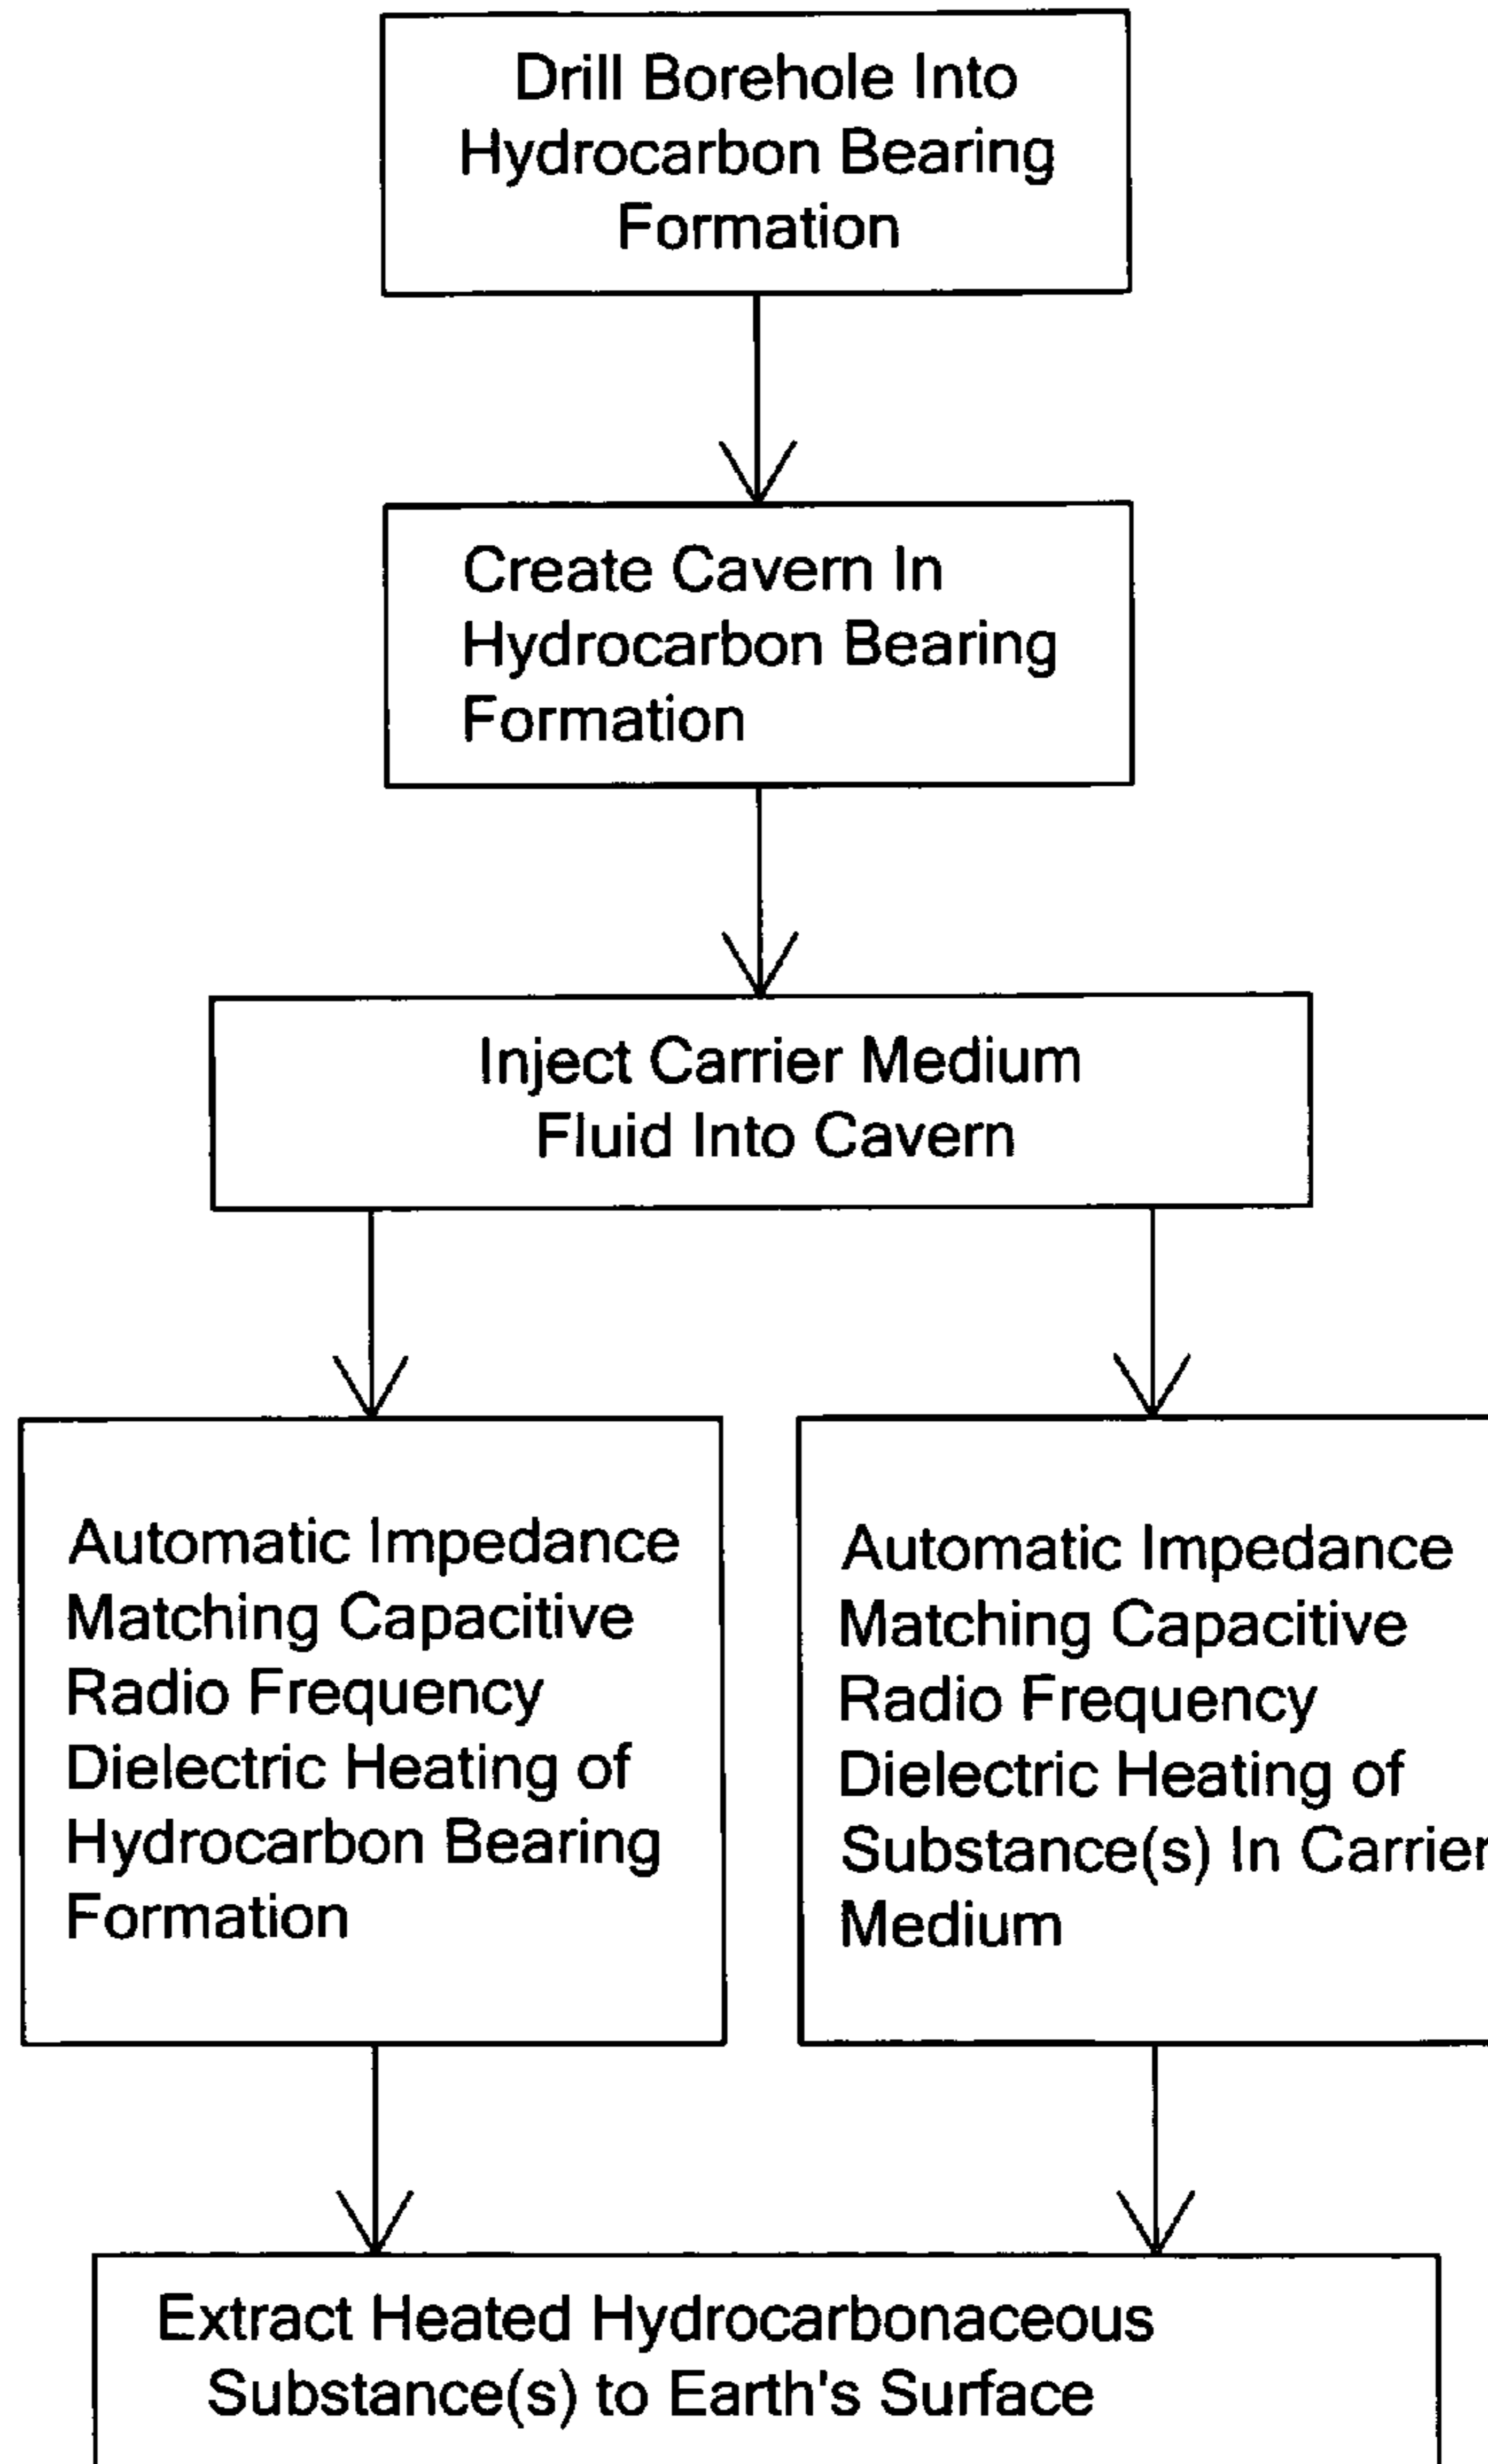 Drill Borehole Into
Hydrocarbon Bearing
Formation
Create Cavern In
Hydrocarbon Bearing
Formation
Inject Carrier Medium
Fluid Into Cavern
Automatic Impedance
Matching Capacitive
Radio Frequency
Dielectric Heating of
Hydrocarbon Bearing
Formation
Automatic Impedance
Matching Capacitive
Radio Frequency
Dielectric Heating of
Substance(s) In Carrier
Medium
Extract Heated Hydrocarbonaceous
Substance(s) to Earth's Surface